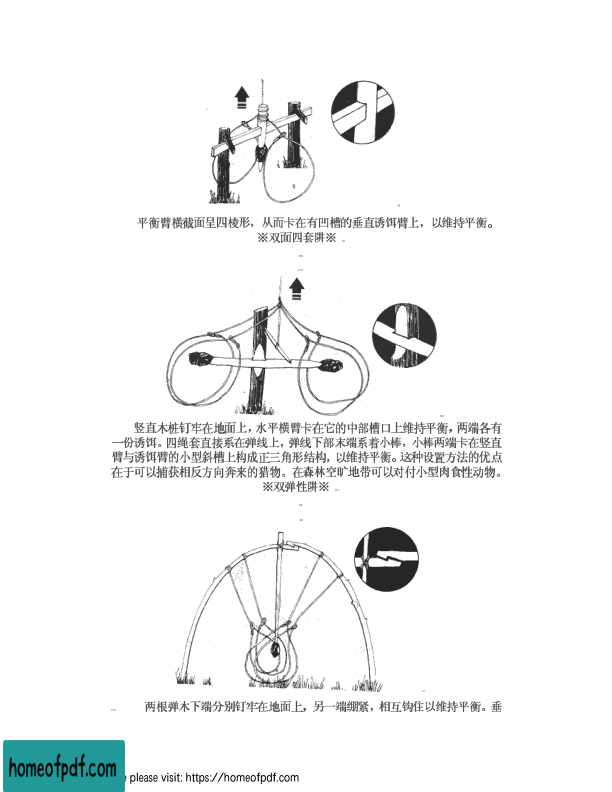 平衡臂横截面呈四棱形，从而卡在有凹槽的垂直诱饵臂上，以维持平衡。
※双面四套阱※
竖直木桩钉牢在地面上，水平横臂卡在它的中部槽口上维持平衡，两端各有
一份诱饵。四绳套直接系在弹线上，弹线下部末端系着小棒，小棒两端卡在竖直
臂与诱饵臂的小型斜槽上构成正三角形结构，以维持平衡。这种设置方法的优点
在于可以捕获相反方向奔来的猎物。在森林空旷地带可以对付小型肉食性动物。
※双弹性阱※
两根弹木下端分别钉牢在地面上，另一端绷紧，相互钩住以维持平衡。垂
homeofpdf.com
please visit: https://homeofpdf.com